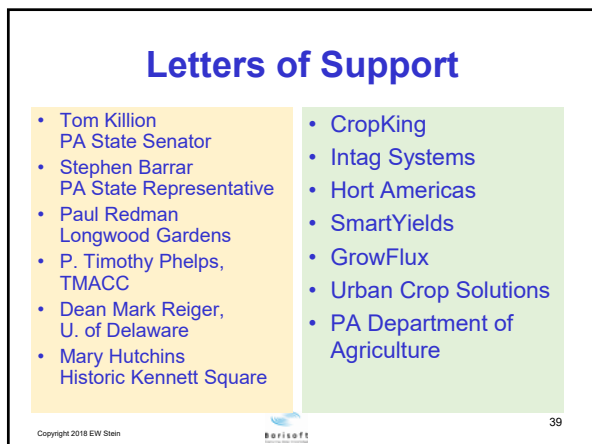 Letters of Support
• Tom Killion
PA State Senator
• Stephen Barrar
PA State Representative
• Paul Redman
Longwood Gardens
• P. Timothy Phelps,
TMACC
• Dean Mark Reiger,
U. of Delaware
• Mary Hutchins
Historic Kennett Square
• CropKing
• Intag Systems
• Hort Americas
• SmartYields
• GrowFlux
• Urban Crop Solutions
• PA Department of
Agriculture
Copyright 2018 EW Stein
Borisoft
39